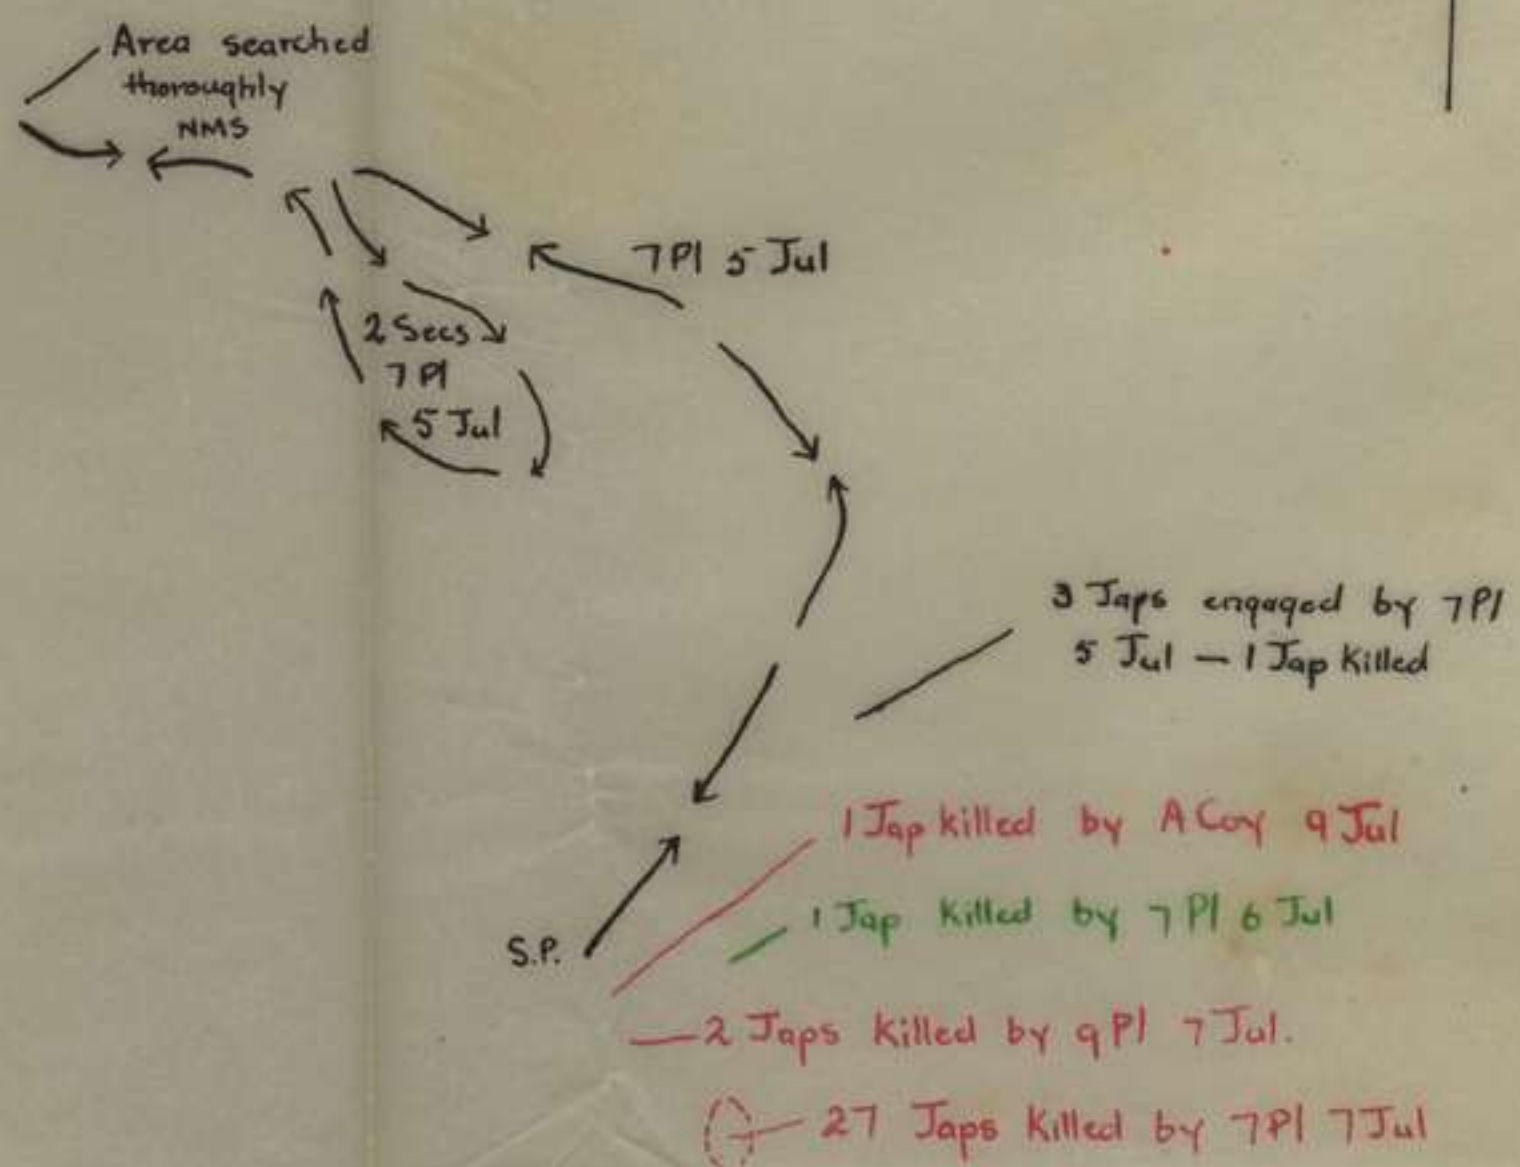 Area searched
thoroughly
NMS
7 Pl 5 Jul
2 Secs
7 Pl
5 Jul
3 Japs engaged by 7 Pl
5 Jul — 1 Jap Killed
1 Jap killed by A Coy 9 Jul
S.P.
1 Jap Killed by 7 Pl 6 Jul
2 Japs Killed by 9 Pl 7 Jul.
27 Japs Killed by 7 Pl 7 Jul